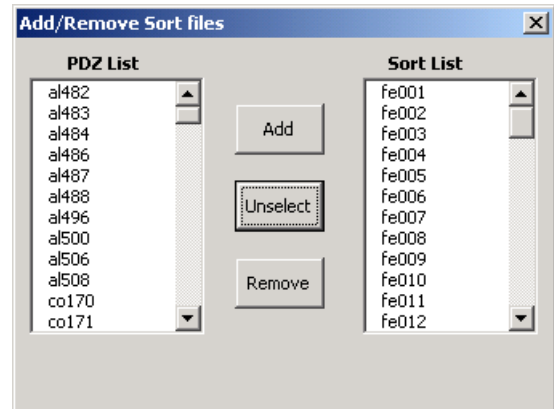 Add/Remove Sort files
PDZ List
al482
al483
al484
al486
al487
al488
al496
al500
al506
al508
co170
co171
Add
Unselect
Remove
Sort List
fe001
fe002
fe003
fe004
fe005
fe006
fe007
fe008
fe009
fe010
fe011
fe012